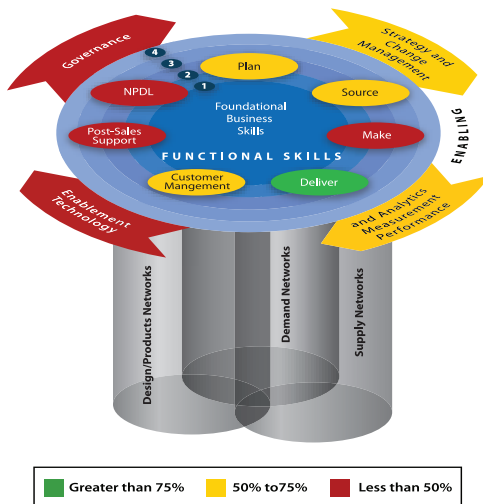 Governance
Strategy and
Change
Management
4
3
2
1
Plan
NPDL
Source
Foundational
Business
Skills
Post-Sales
Support
Make
ENABLING
FUNCTIONAL SKILLS
Customer
Mangement
Deliver
Enablement
Technology
and Analytics
Measurement
Performance
Design/Products Networks
Demand Networks
Supply Networks
Greater than 75%
50% to75%
Less than 50%